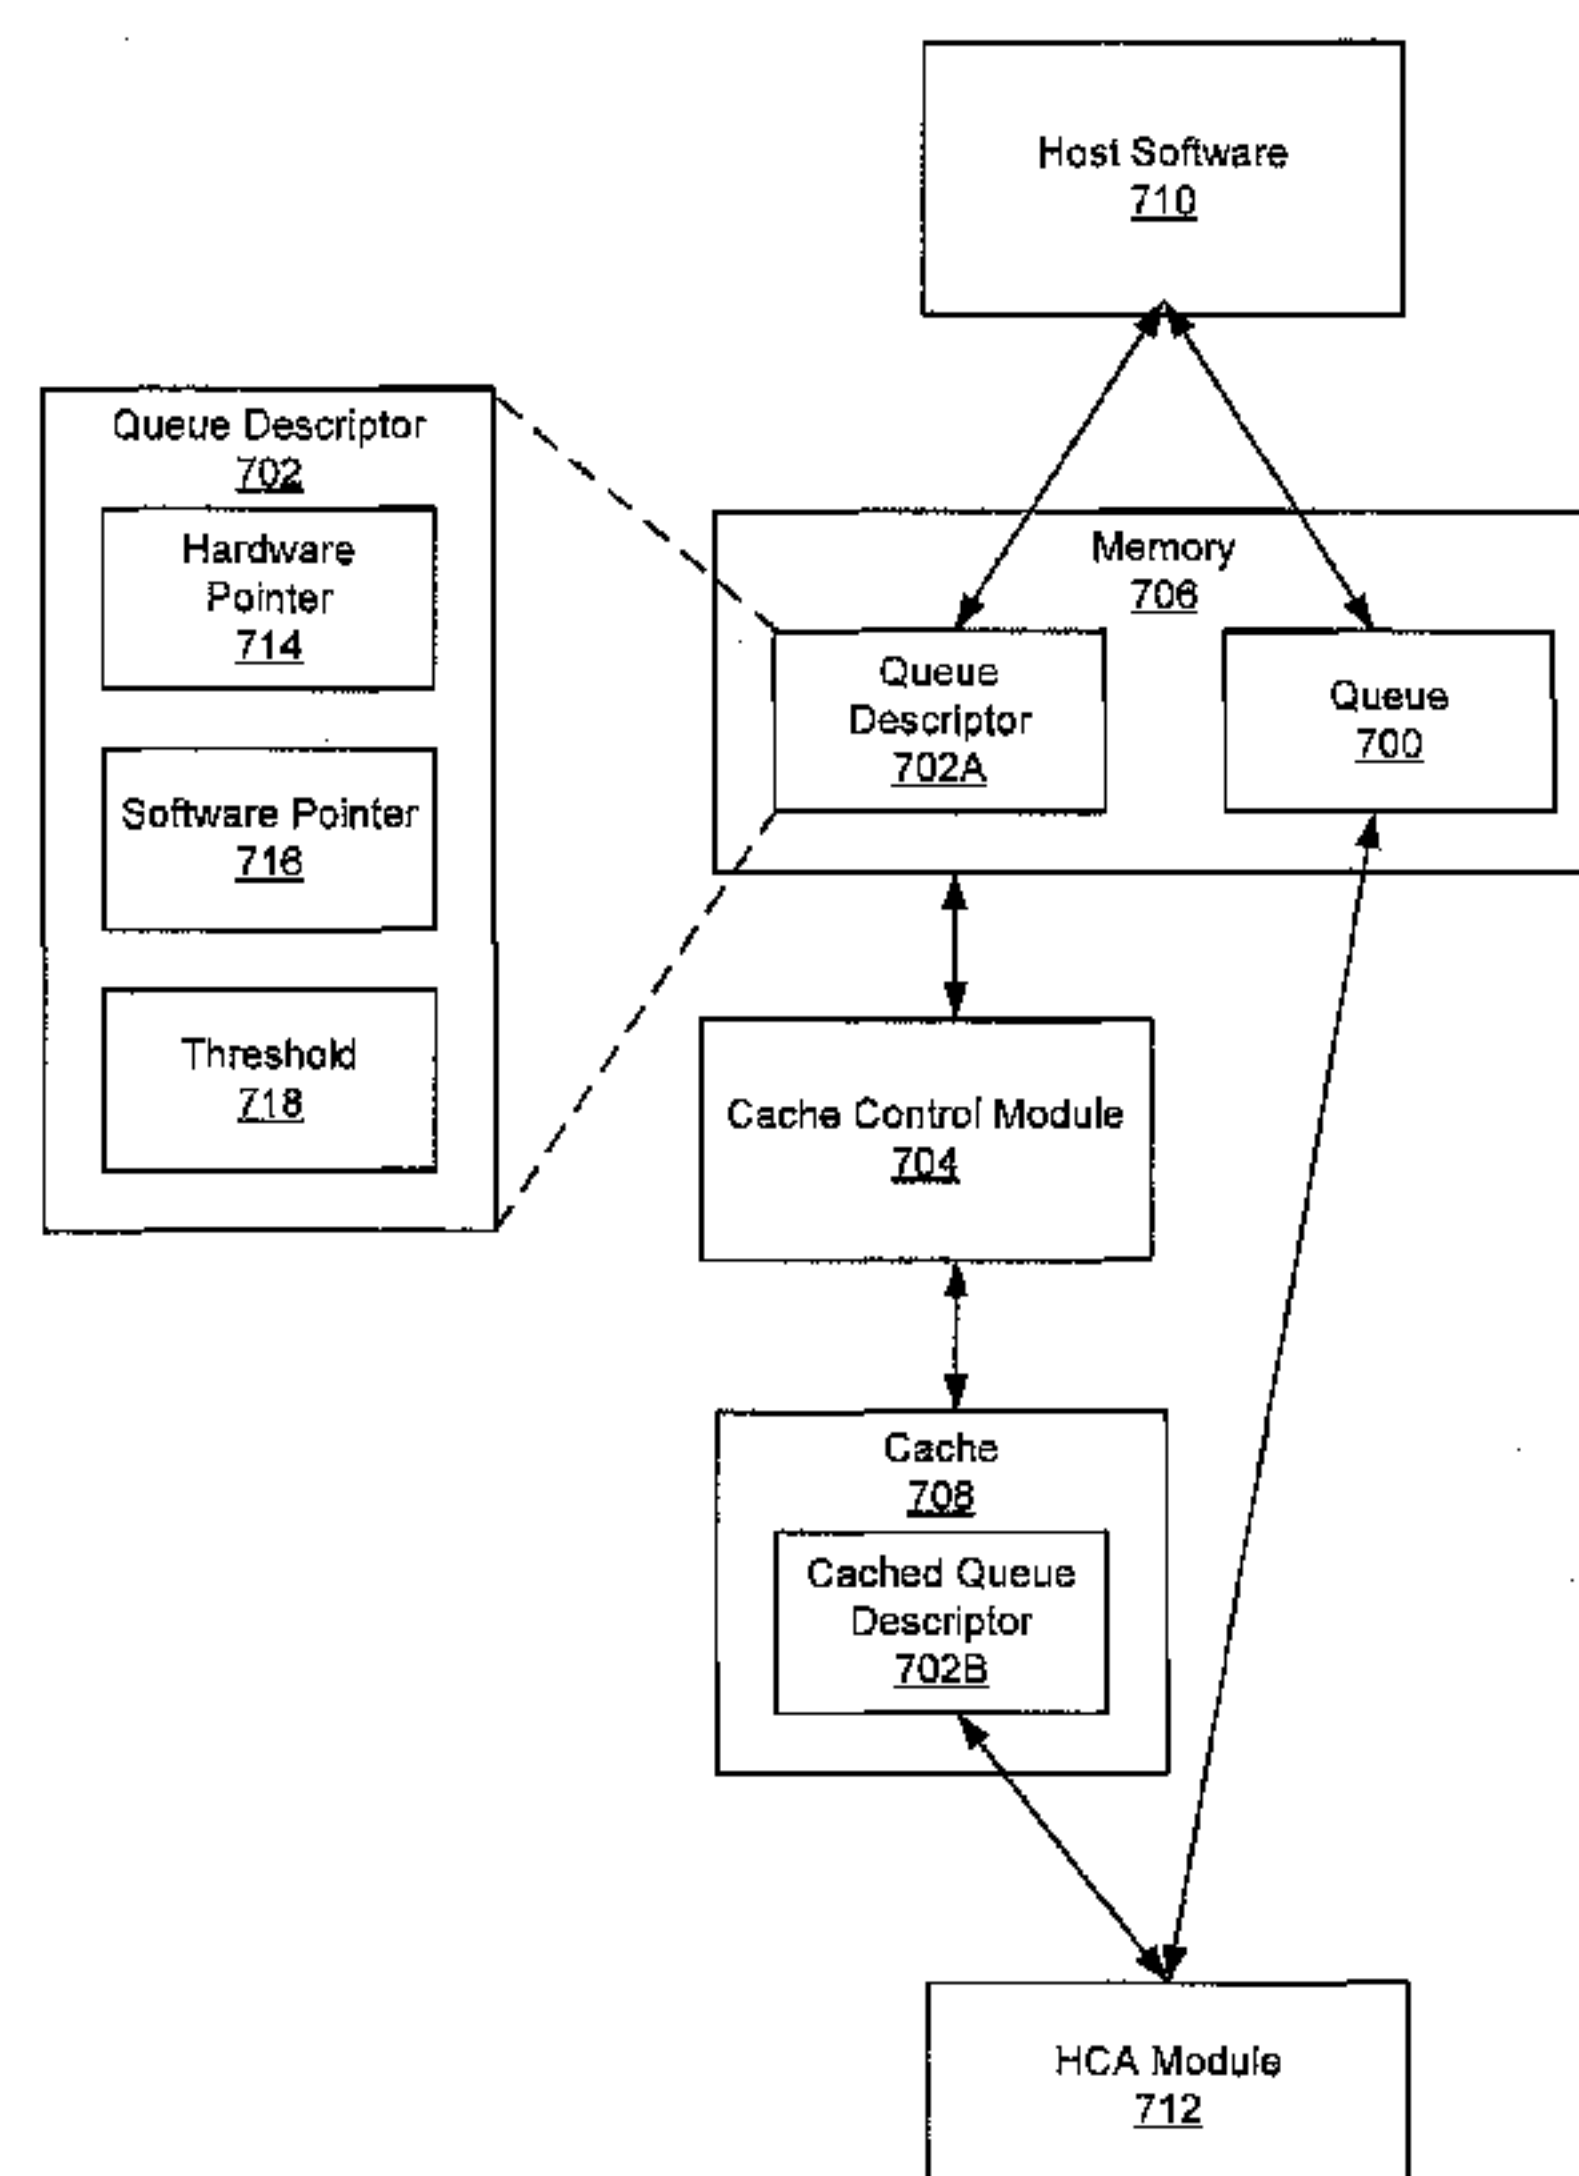 Host Software
710
Queue Descriptor
702
Hardware
Pointer
714
Software Pointer
716
Threshold
718
Memory
706
Queue
Descriptor
702A
Queue
700
Cache Control Module
704
Cache
708
Cached Queue
Descriptor
702B
HCA Module
712